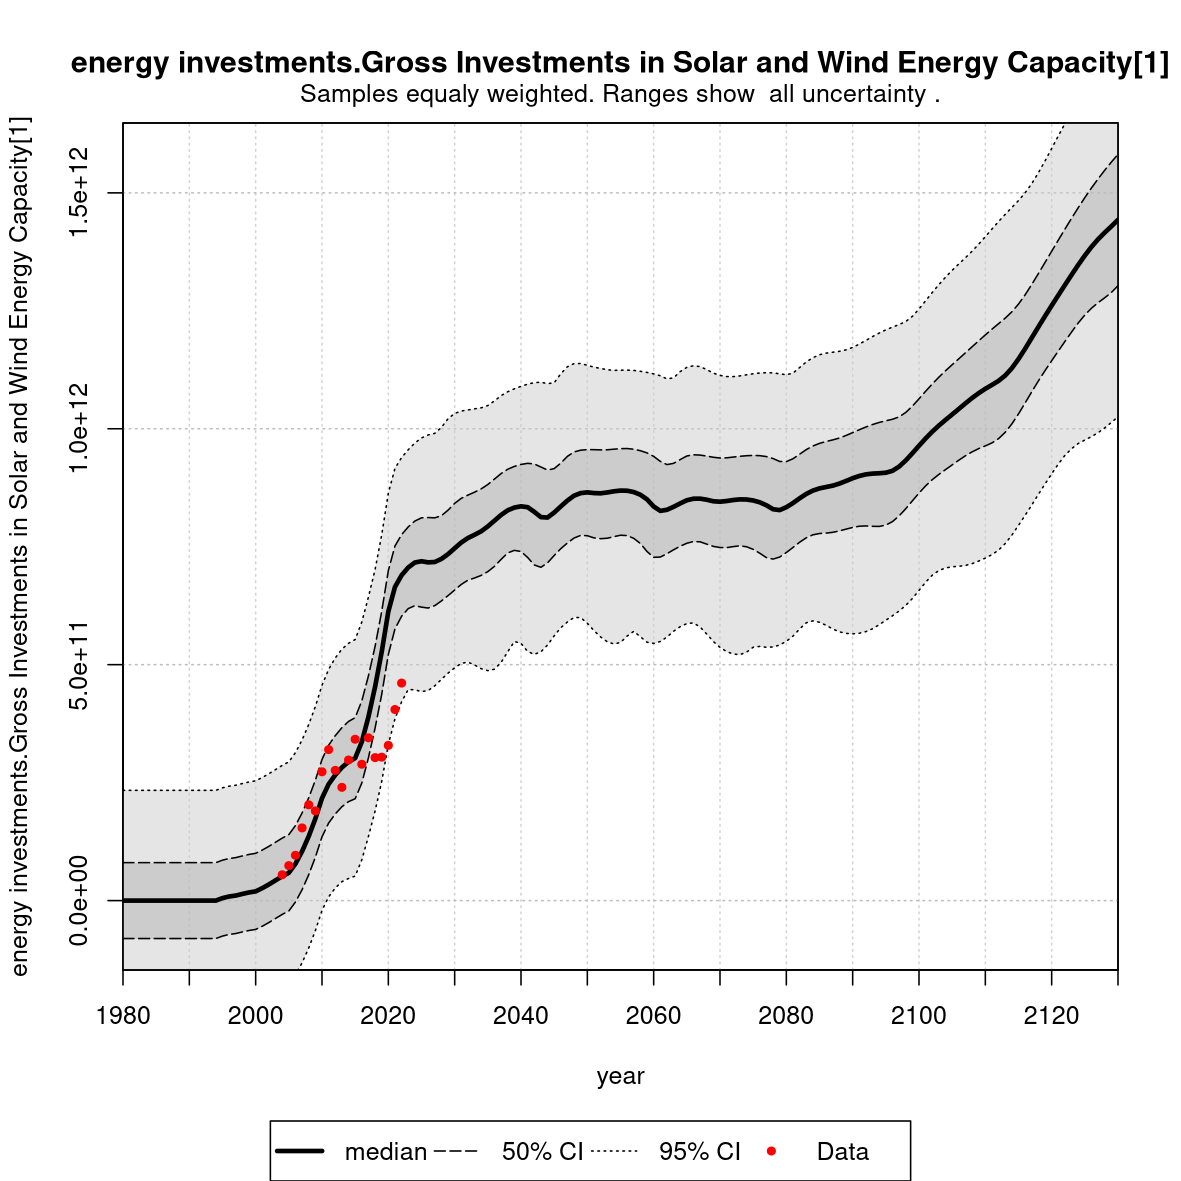 energy investments.Gross Investments in Solar and Wind Energy Capacity[1]
Samples equaly weighted. Ranges show  all uncertainty .
energy investments.Gross Investments in Solar and Wind Energy Capacity[1]
1.5e+12
1.0e+12
5.0e+11
0.0e+00
1980 2000 2020 2040 2060 2080 2100 2120
year
median 50% CI 95% CI Data